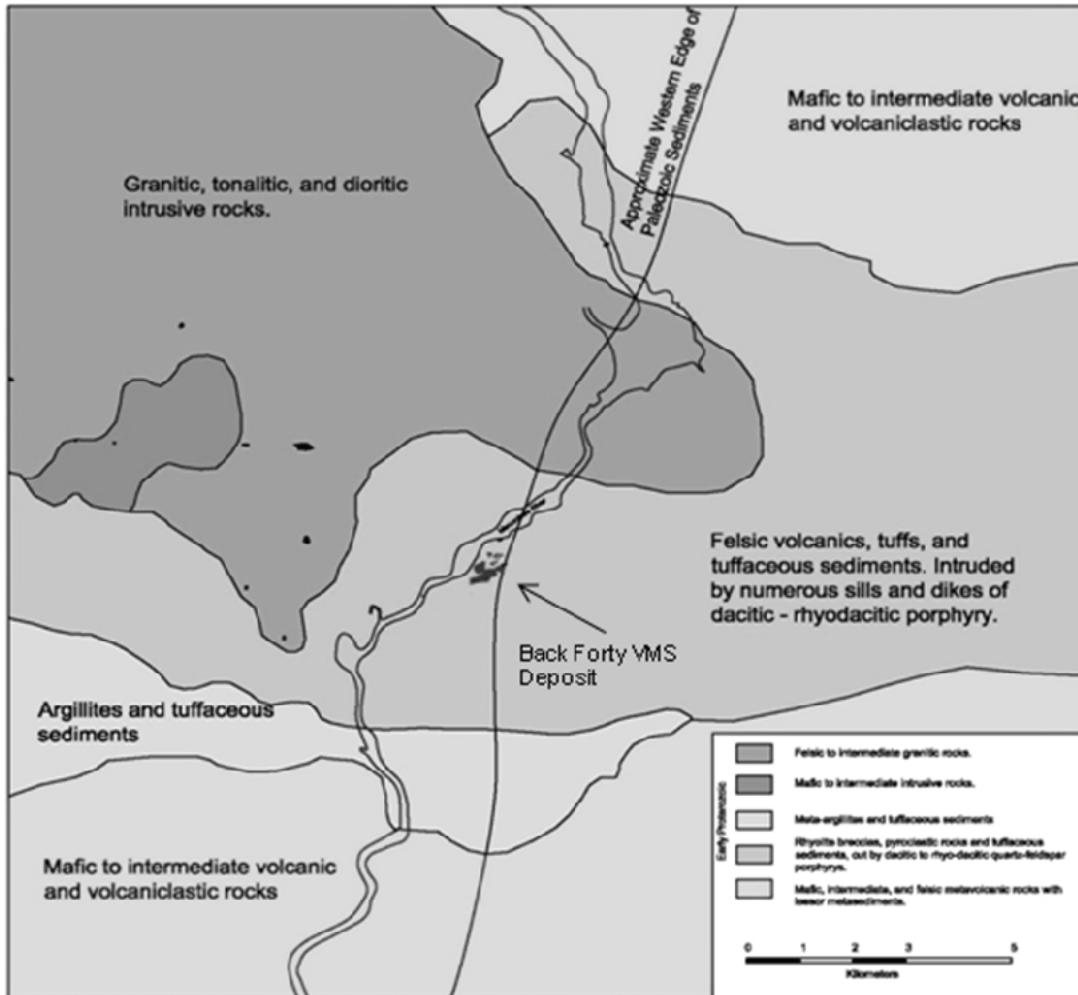 Mafic to intermediate volcanic
and volcaniclastic rocks
Approximate Western Edge of
Paleozoic Sediments
Granitic, tonalitic, and dioritic
intrusive rocks.
Felsic volcanics, tuffs, and
tuffaceous sediments. Intruded
by numerous sills and dikes of
dacitic - rhyodacitic porphyry.
Back Forty VMS
Deposit
Argillites and tuffaceous
sediments
Mafic to intermediate volcanic
and volcaniclastic rocks
Early Proterozoic
Felsic to intermediate granitic rocks.
Mafic to intermediate intrusive rocks.
Meta-argillites and tuffaceous sediments
Rhyolite breccias, pyroclastic rocks and tuffaceous
sediments, cut by dacitic to rhyo-dacitic quartz-feldspar
porphyrys.
Mafic, intermediate, and felsic metavolcanic rocks with
lessor metasediments.
0 1 2 3 5
Kilometers